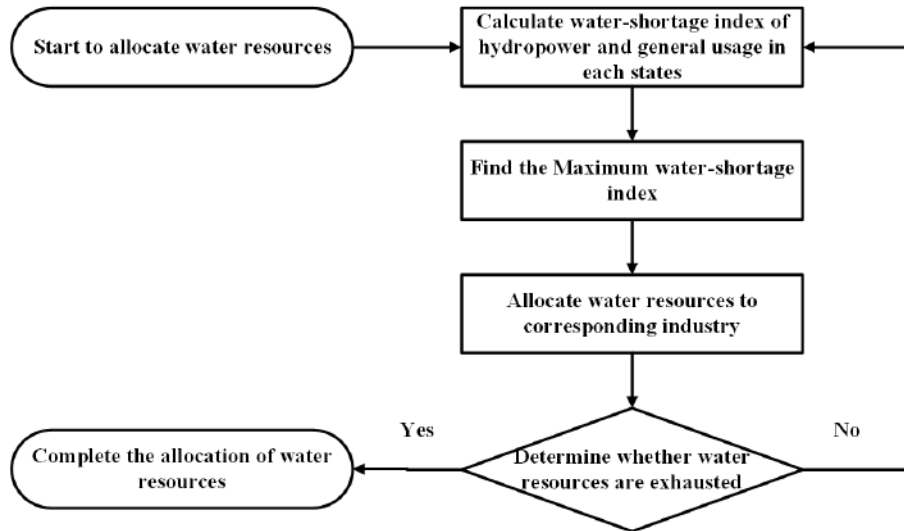 Start to allocate water resources
Calculate water-shortage index of
hydropower and general usage in
each states
Find the Maximum water-shortage
index
Allocate water resources to
corresponding industry
Yes
No
Determine whether water
resources are exhausted
Complete the allocation of water
resources